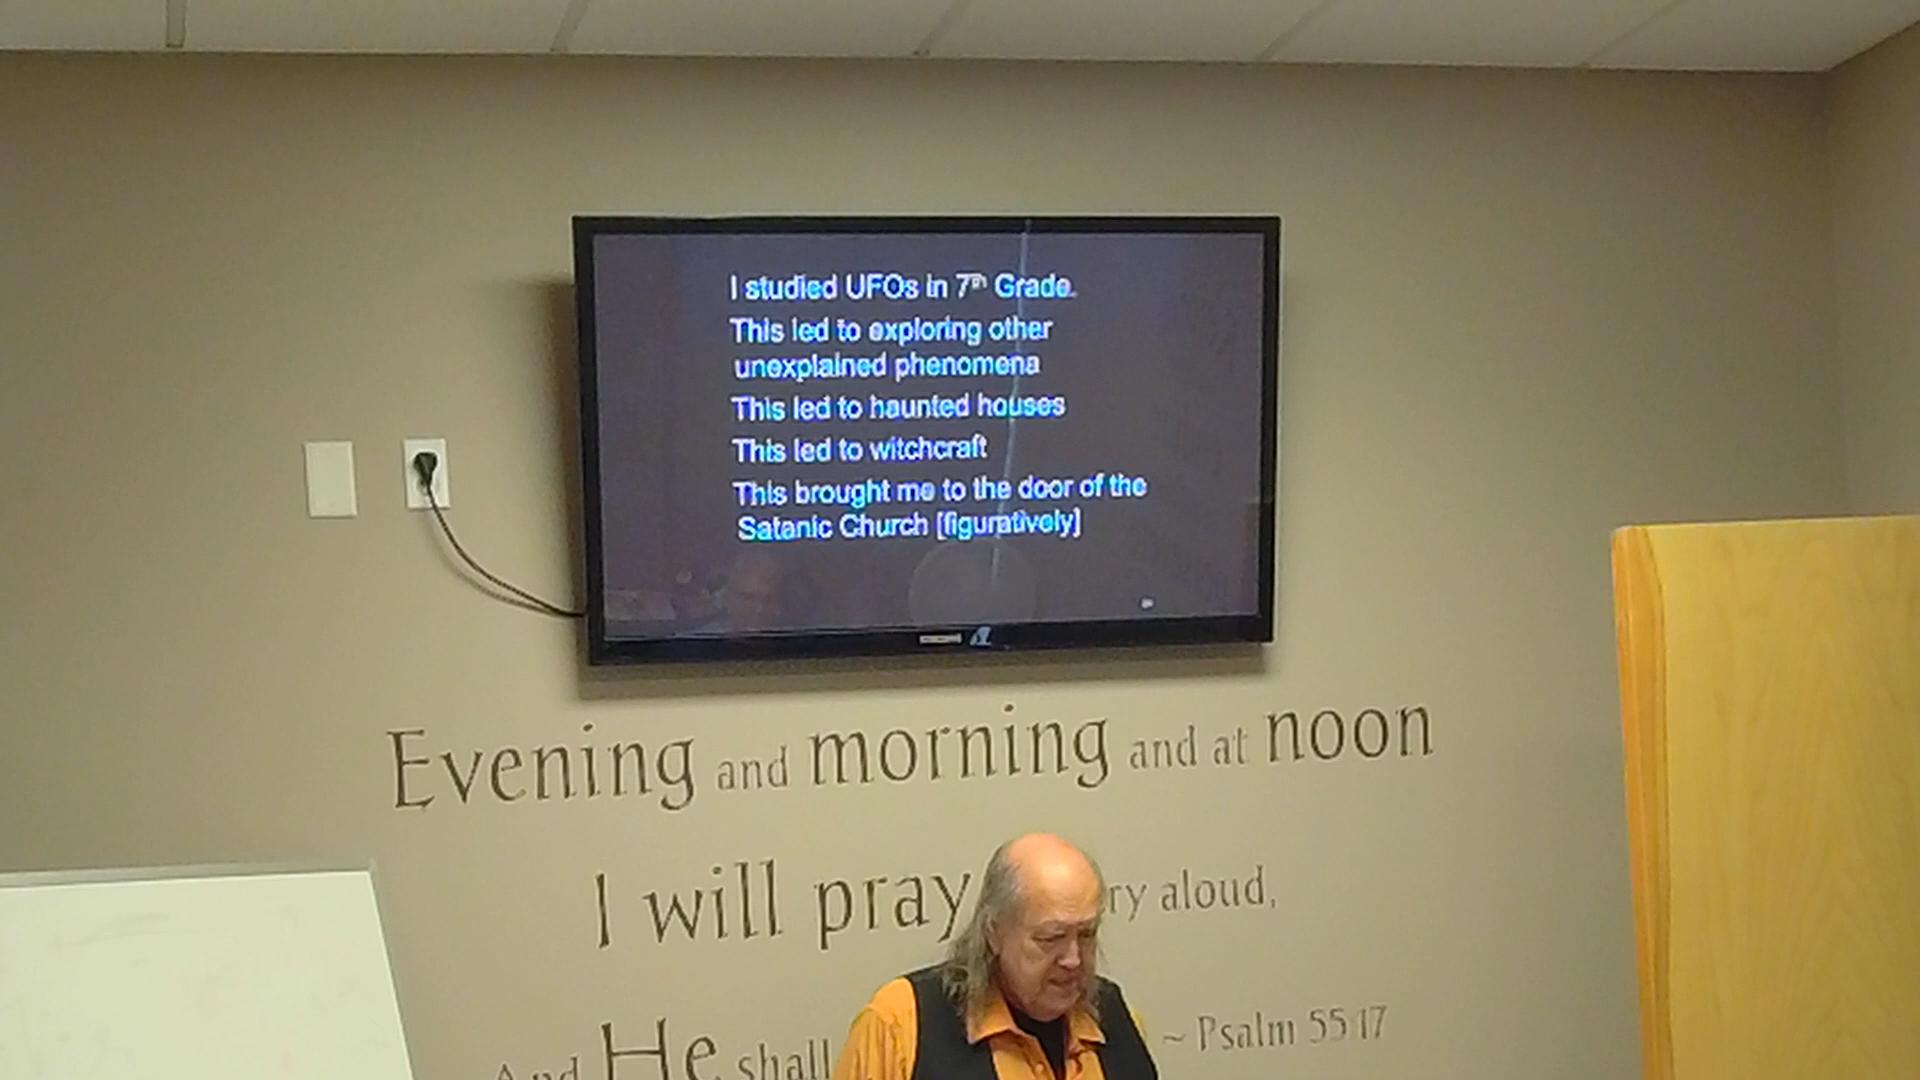 I studied UFOs in 7th Grade.
This led to exploring other
unexplained phenomena
This led to haunted houses
This led to witchcraft
This brought me to the door of the
Satanic Church [figuratively]
Evening and morning and at noon
I will pray ry aloud,
And He shall
~ Psalm 55:17